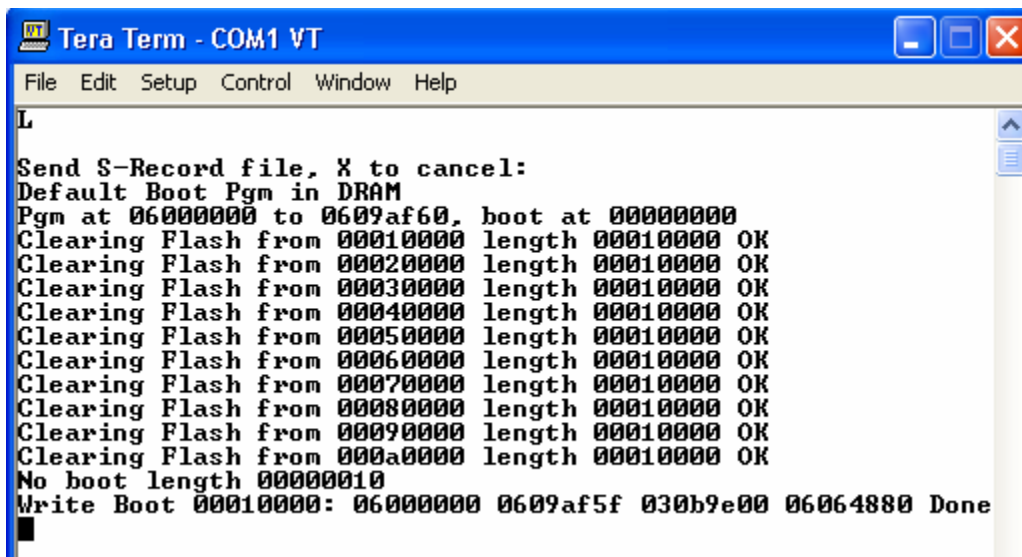 Tera Term - COM1 VT
File Edit Setup Control Window Help
L
Send S-Record file, X to cancel:
Default Boot Pgm in DRAM
Pgm at 06000000 to 0609af60, boot at 00000000
Clearing Flash from 00010000 length 00010000 OK
Clearing Flash from 00020000 length 00010000 OK
Clearing Flash from 00030000 length 00010000 OK
Clearing Flash from 00040000 length 00010000 OK
Clearing Flash from 00050000 length 00010000 OK
Clearing Flash from 00060000 length 00010000 OK
Clearing Flash from 00070000 length 00010000 OK
Clearing Flash from 00080000 length 00010000 OK
Clearing Flash from 00090000 length 00010000 OK
Clearing Flash from 000a0000 length 00010000 OK
No boot length 00000010
Write Boot 00010000: 06000000 0609af5f 030b9e00 06064880 Done